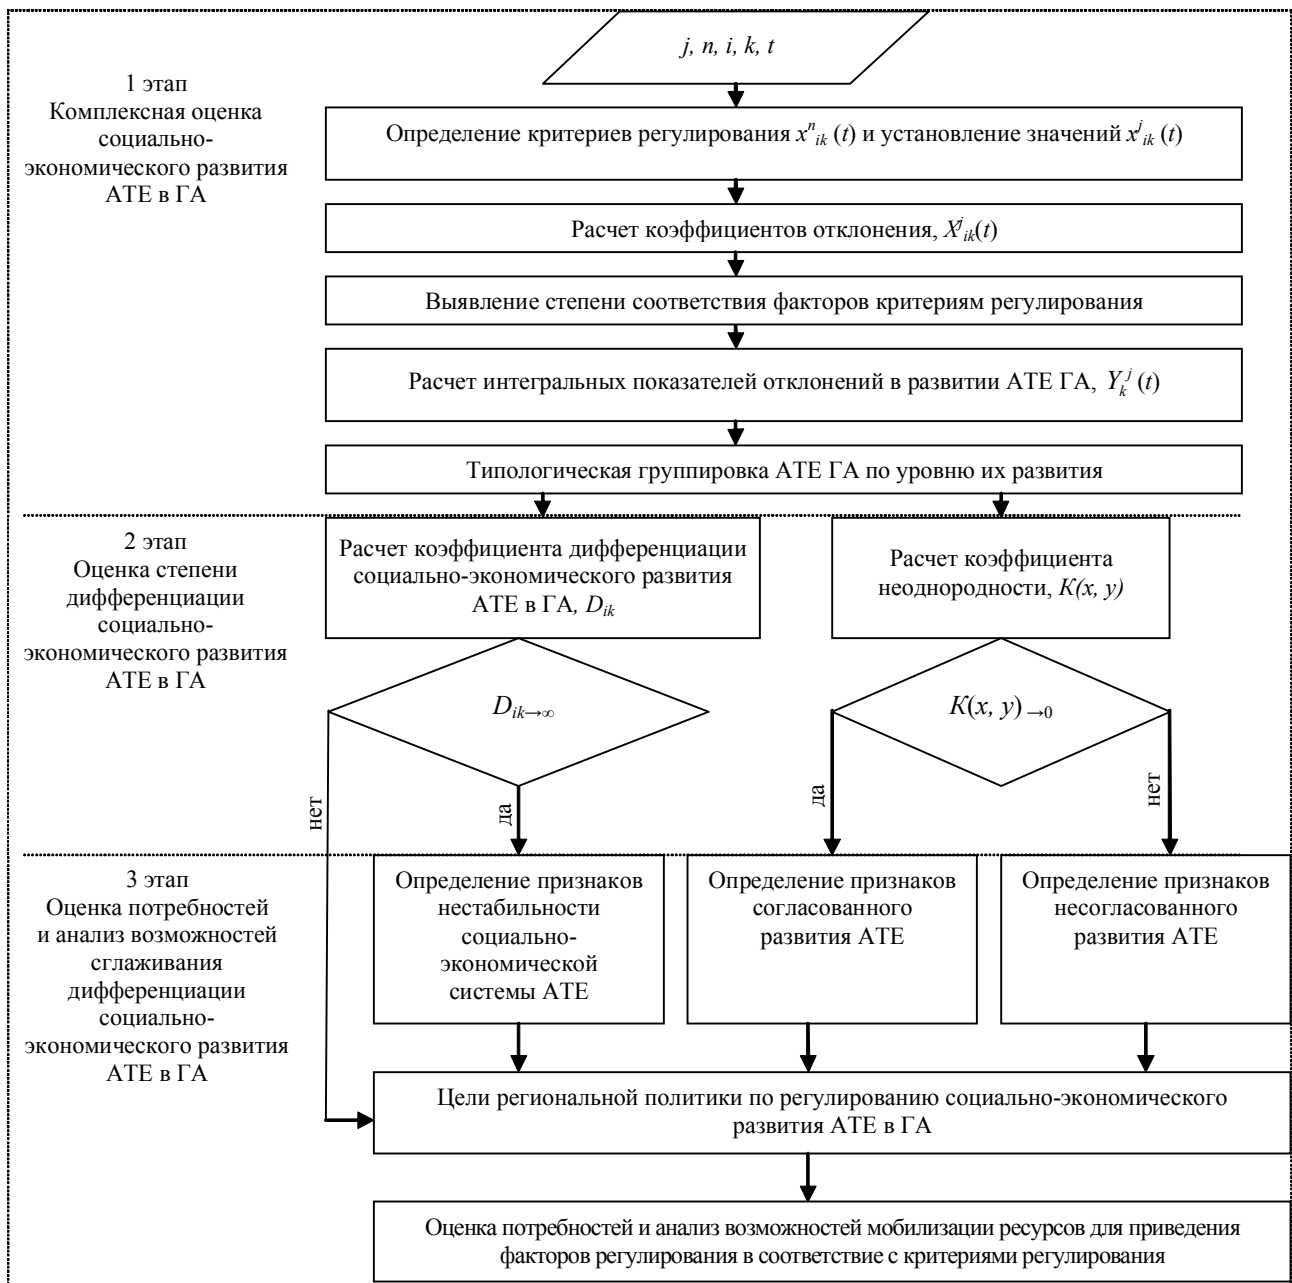 j, n, i, k, t
1 этап
Комплексная оценка
социально-
экономического развития
АТЕ в ГА
Определение критериев регулирования xⁿᵢₖ (t) и установление значений xʲᵢₖ (t)
Расчет коэффициентов отклонения, Xʲᵢₖ(t)
Выявление степени соответствия факторов критериям регулирования
Расчет интегральных показателей отклонений в развитии АТЕ ГА, Yₖʲ (t)
Типологическая группировка АТЕ ГА по уровню их развития
2 этап
Оценка степени
дифференциации
социально-
экономического развития
АТЕ в ГА
Расчет коэффициента дифференциации
социально-экономического развития
АТЕ в ГА, Dᵢₖ
Расчет коэффициента
неоднородности, K(x, y)
Dᵢₖ→∞
K(x, y) →0
нет
да
да
нет
3 этап
Оценка потребностей
и анализ возможностей
сглаживания
дифференциации
социально-
экономического развития
АТЕ в ГА
Определение признаков
нестабильности
социально-
экономической
системы АТЕ
Определение признаков
согласованного
развития АТЕ
Определение признаков
несогласованного
развития АТЕ
Цели региональной политики по регулированию социально-экономического
развития АТЕ в ГА
Оценка потребностей и анализ возможностей мобилизации ресурсов для приведения
факторов регулирования в соответствие с критериями регулирования